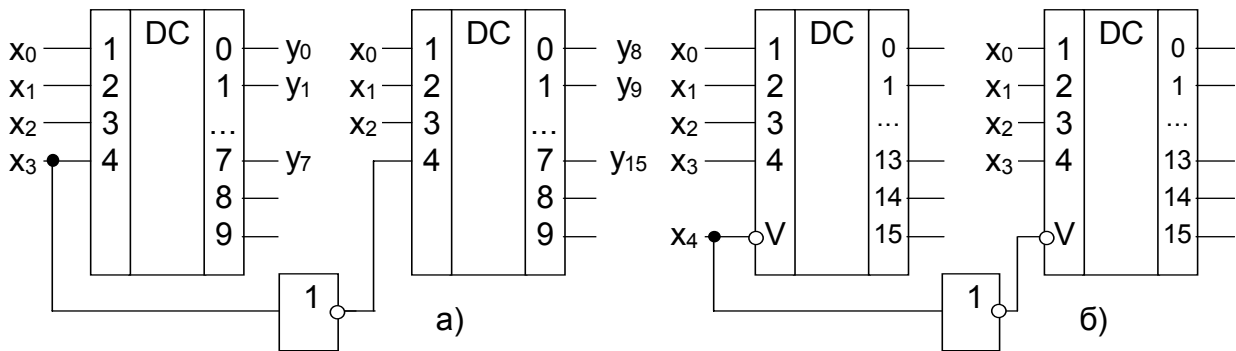 DC DC DC DC
x0 1 0 y0 x0 1 0 y8 x0 1 0 x0 1 0
x1 2 1 y1 x1 2 1 y9 x1 2 1 x1 2 1
x2 3 ... x2 3 ... x2 3 ... x2 3 ...
x3 4 7 y7 4 7 y15 x3 4 13 x3 4 13
8 8 14 14
9 9 x4 V 15 V 15
1 а) 1 б)